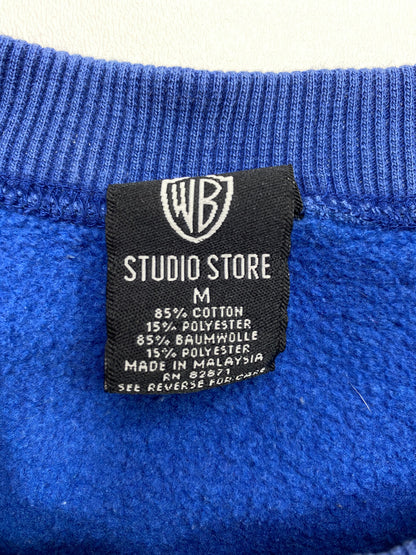 WB
STUDIO STORE
M
85% COTTON
15% POLYESTER
85% BAUMWOLLE
15% POLYESTER
MADE IN MALAYSIA
RN 82871
SEE REVERSE FOR CARE